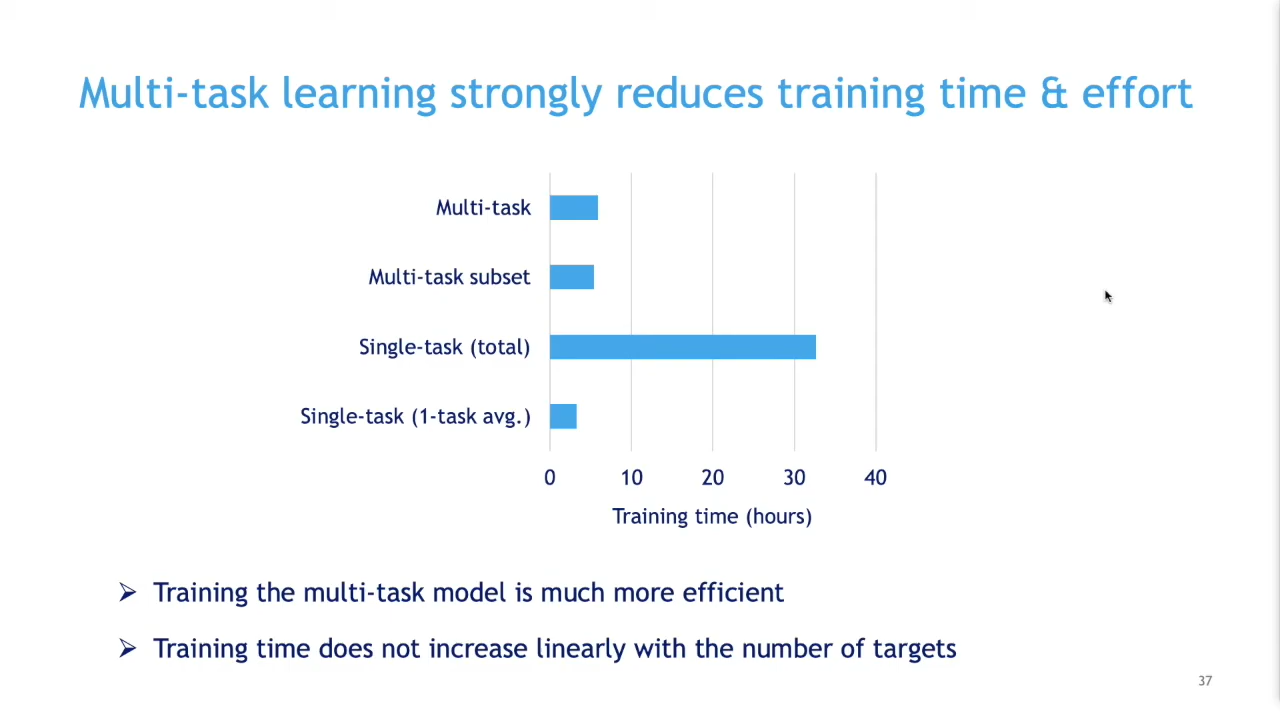 Multi-task learning strongly reduces training time & effort
Multi-task
Multi-task subset
Single-task (total)
Single-task (1-task avg.)
0 10 20 30 40
Training time (hours)
➢ Training the multi-task model is much more efficient
➢ Training time does not increase linearly with the number of targets
37